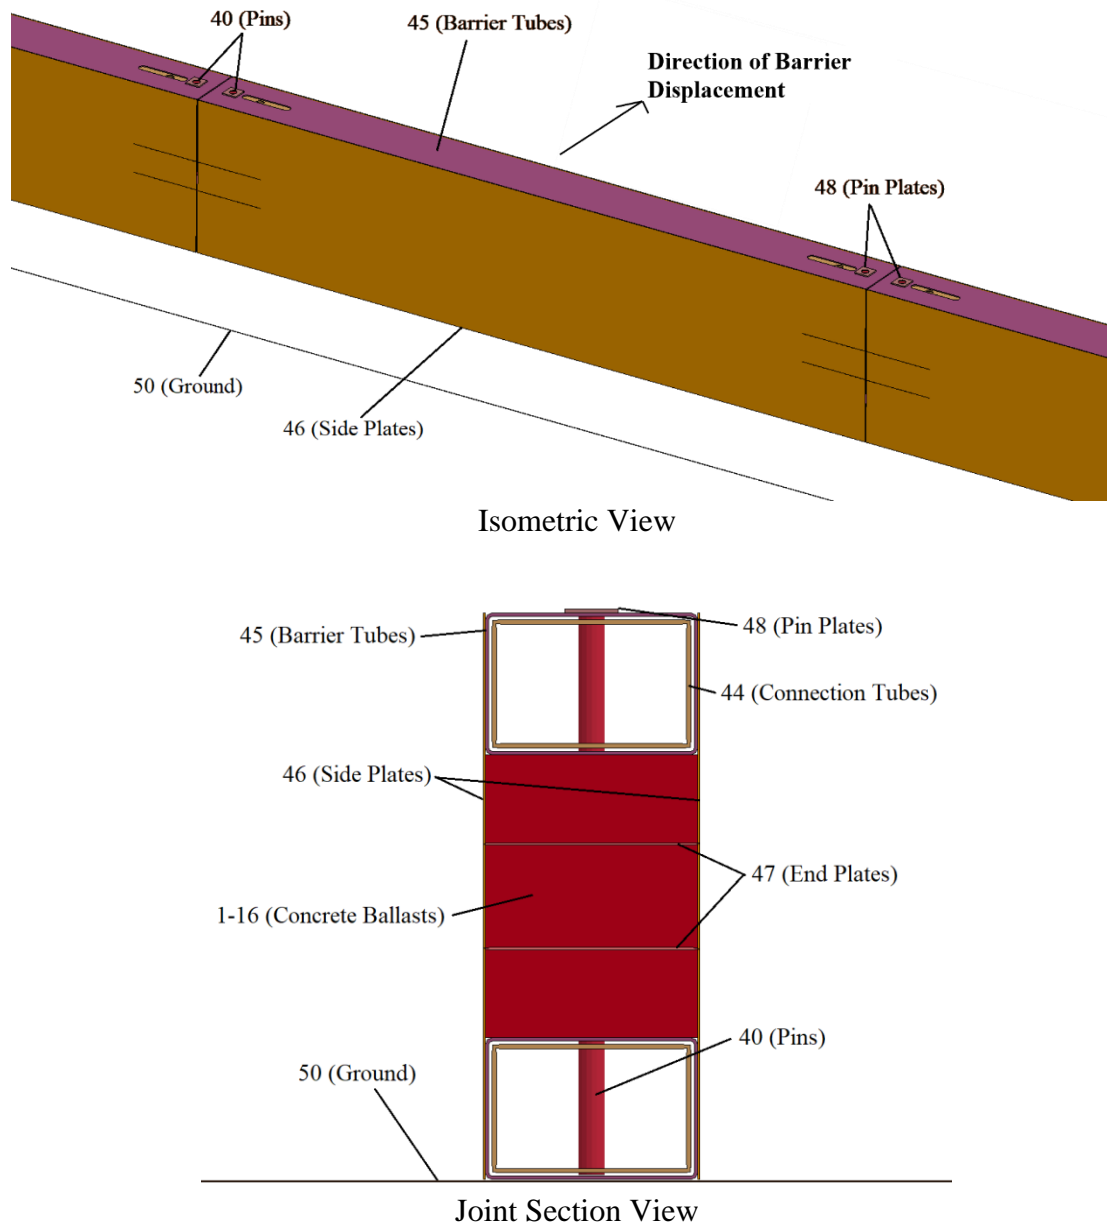 40 (Pins)
45 (Barrier Tubes)
Direction of Barrier
Displacement
48 (Pin Plates)
50 (Ground)
46 (Side Plates)
Isometric View
45 (Barrier Tubes)
48 (Pin Plates)
44 (Connection Tubes)
46 (Side Plates)
47 (End Plates)
1-16 (Concrete Ballasts)
40 (Pins)
50 (Ground)
Joint Section View